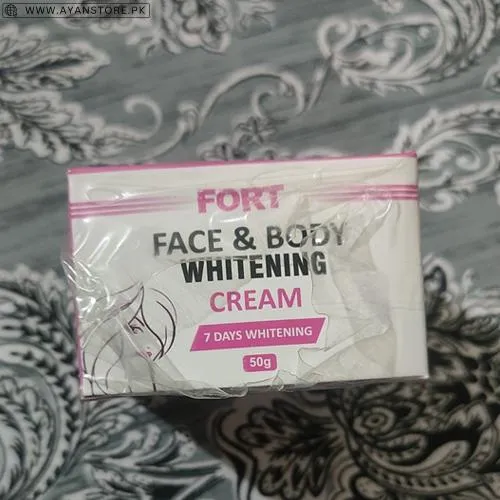 WWW.AYANSTORE.PK
FORT
FACE & BODY
WHITENING
CREAM
7 DAYS WHITENING
50g